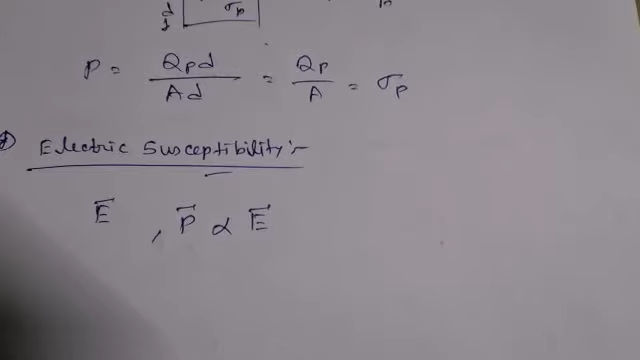 d σp
P = Qpd / Ad = Qp / A = σp
Electric Susceptibility:-
E⃗ , P⃗ ∝ E⃗